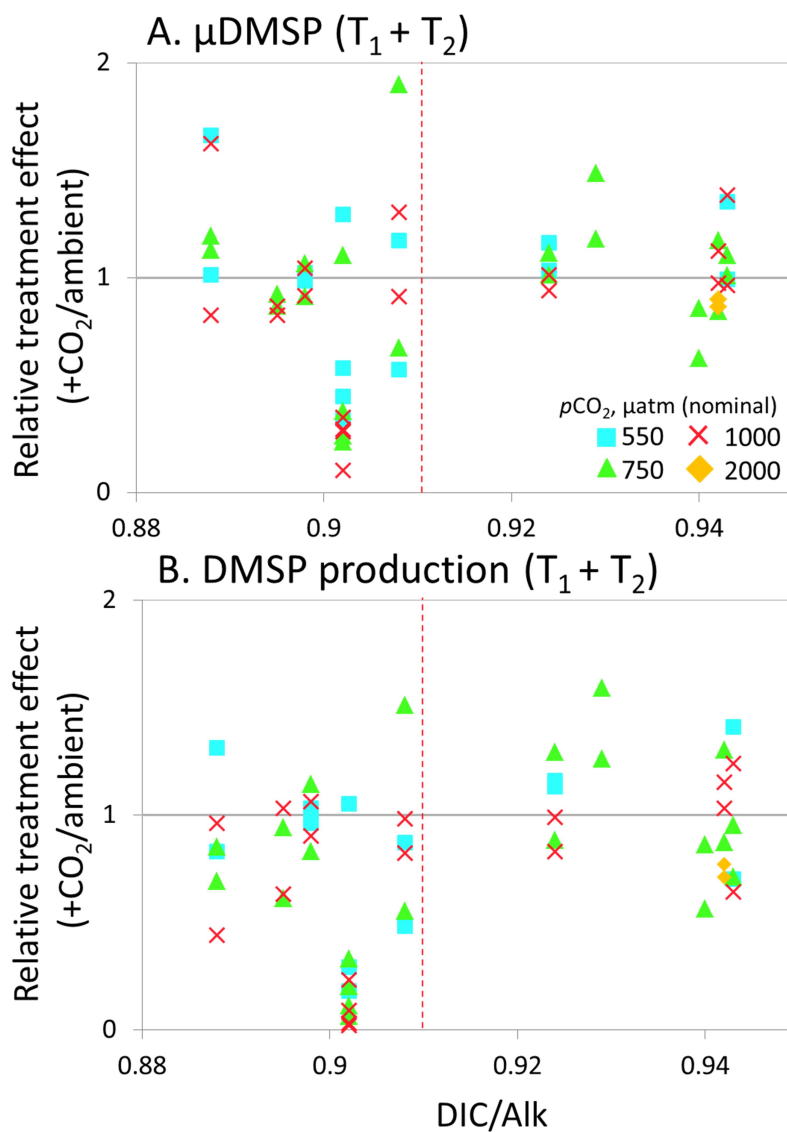 A. µDMSP (T₁ + T₂)
Relative treatment effect
(+CO₂/ambient)
2
1
0
pCO₂, µatm (nominal)
550
1000
750
2000
0.88
0.9
0.92
0.94
B. DMSP production (T₁ + T₂)
Relative treatment effect
(+CO₂/ambient)
2
1
0
0.88
0.9
0.92
0.94
DIC/Alk